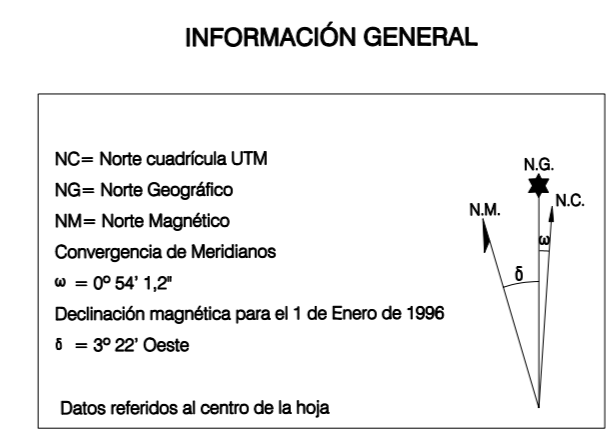 INFORMACIÓN GENERAL
NC= Norte cuadrícula UTM
NG= Norte Geográfico
NM= Norte Magnético
Convergencia de Meridianos
ω = 0º 54' 1,2"
Declinación magnética para el 1 de Enero de 1996
δ = 3º 22' Oeste
Datos referidos al centro de la hoja
N.G.
N.M.
N.C.
ω
δ